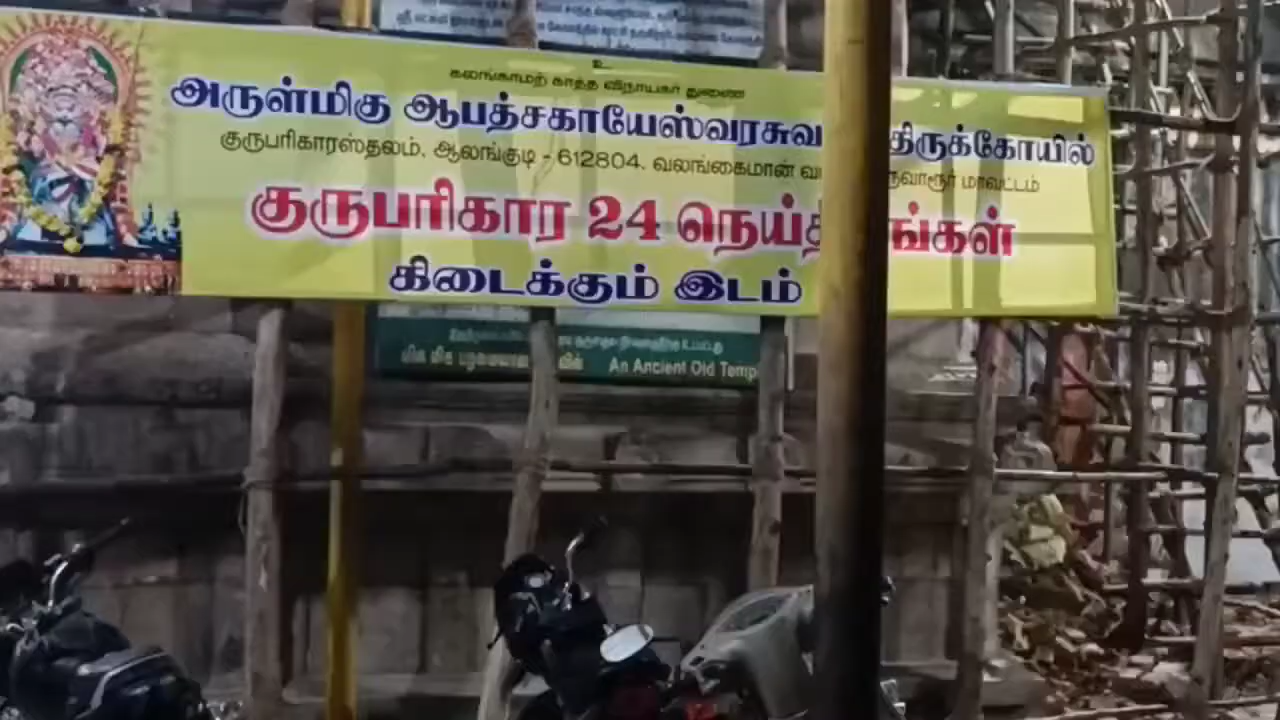 உ
கலங்காமற் காத்த விநாயகர் துணை
அருள்மிகு ஆபத்சகாயேஸ்வரசுவ திருக்கோயில்
குருபரிகாரஸ்தலம், ஆலங்குடி - 612804, வலங்கைமான் வ ருவாரூர் மாவட்டம்
குருபரிகார 24 நெய்த ங்கள்
கிடைக்கும் இடம்
மிக மிக பழமையான வில் An Ancient Old Temp